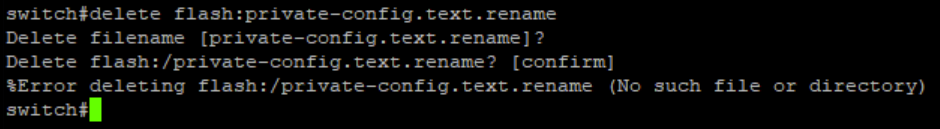 switch#delete flash:private-config.text.rename
Delete filename [private-config.text.rename]?
Delete flash:/private-config.text.rename? [confirm]
%Error deleting flash:/private-config.text.rename (No such file or directory)
switch#